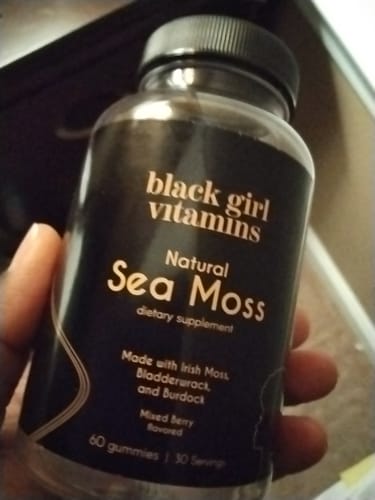 black girl
vitamins
Natural
Sea Moss
dietary supplement
Made with Irish Moss,
Bladderwrack,
and Burdock
Mixed Berry
flavored
60 gummies | 30 Servings